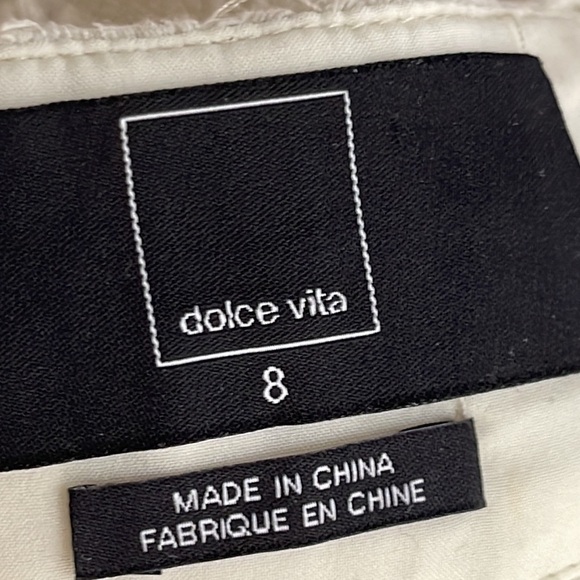 dolce vita
8
MADE IN CHINA
FABRIQUE EN CHINE